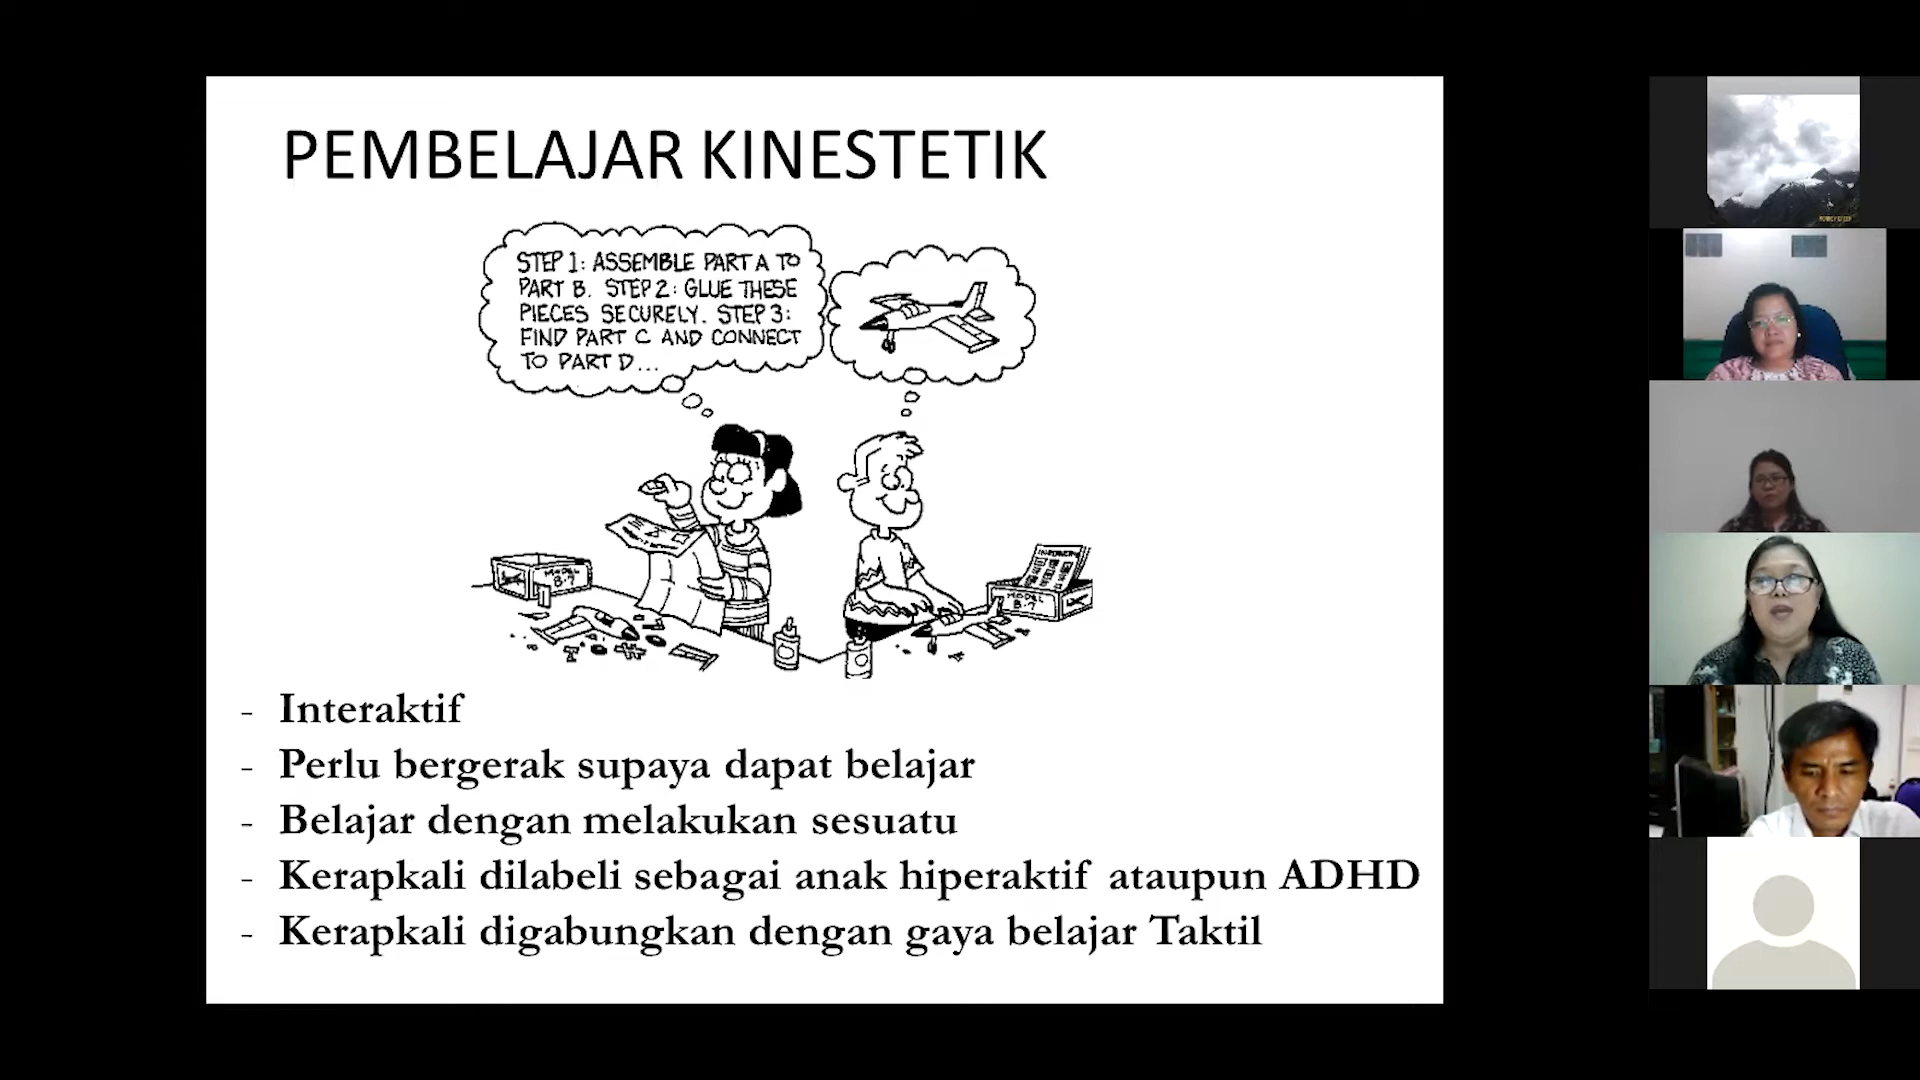 PEMBELAJAR KINESTETIK
STEP 1: ASSEMBLE PART A TO
PART B. STEP 2: GLUE THESE
PIECES SECURELY. STEP 3:
FIND PART C AND CONNECT
TO PART D...
MODEL
B-7
MODEL
B-7
- Interaktif
- Perlu bergerak supaya dapat belajar
- Belajar dengan melakukan sesuatu
- Kerapkali dilabeli sebagai anak hiperaktif ataupun ADHD
- Kerapkali digabungkan dengan gaya belajar Taktil